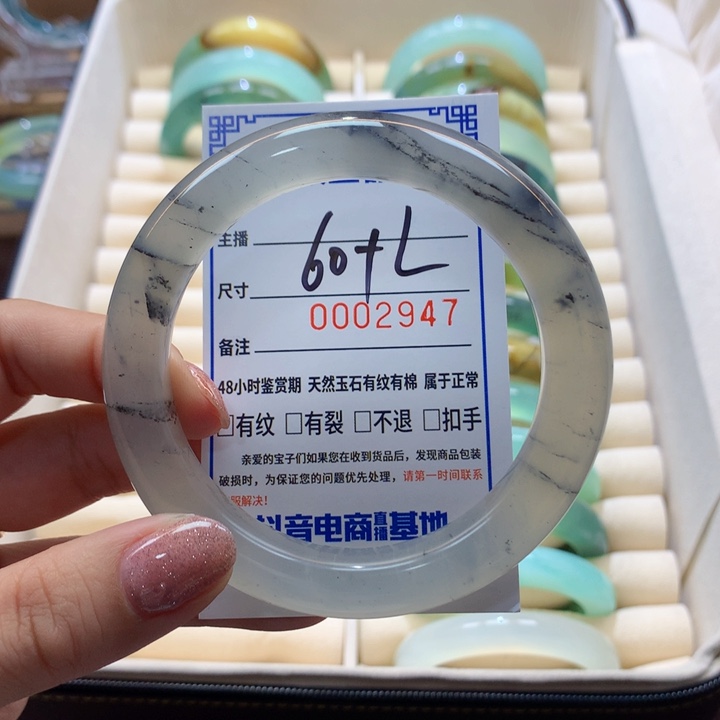 主播
60+L
尺寸
0002947
备注
48小时鉴赏期 天然玉石有纹有棉 属于正常
□有纹 □有裂 □不退 □扣手
亲爱的宝子们如果您在收到货品后，发现商品包装
破损时，为保证您的问题优先处理，请第一时间联系
服解决！
抖音电商直播基地